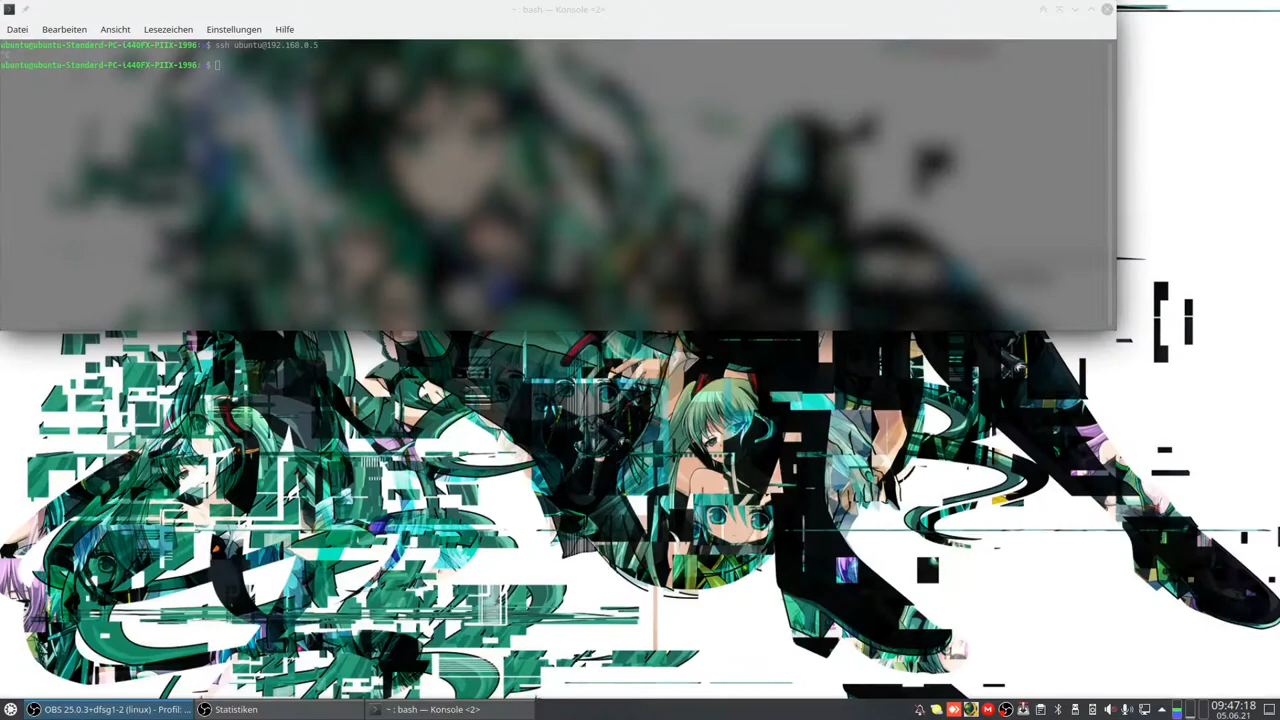 ~ : bash — Konsole <2>
Datei Bearbeiten Ansicht Lesezeichen Einstellungen Hilfe
ubuntu@ubuntu-Standard-PC-i440FX-PIIX-1996:~$ ssh ubuntu@192.168.0.5
^C
ubuntu@ubuntu-Standard-PC-i440FX-PIIX-1996:~$
OBS 25.0.3+dfsg1-2 (linux) - Profil: ...
Statistiken
~ : bash — Konsole <2>
09:47:18
05.06.21